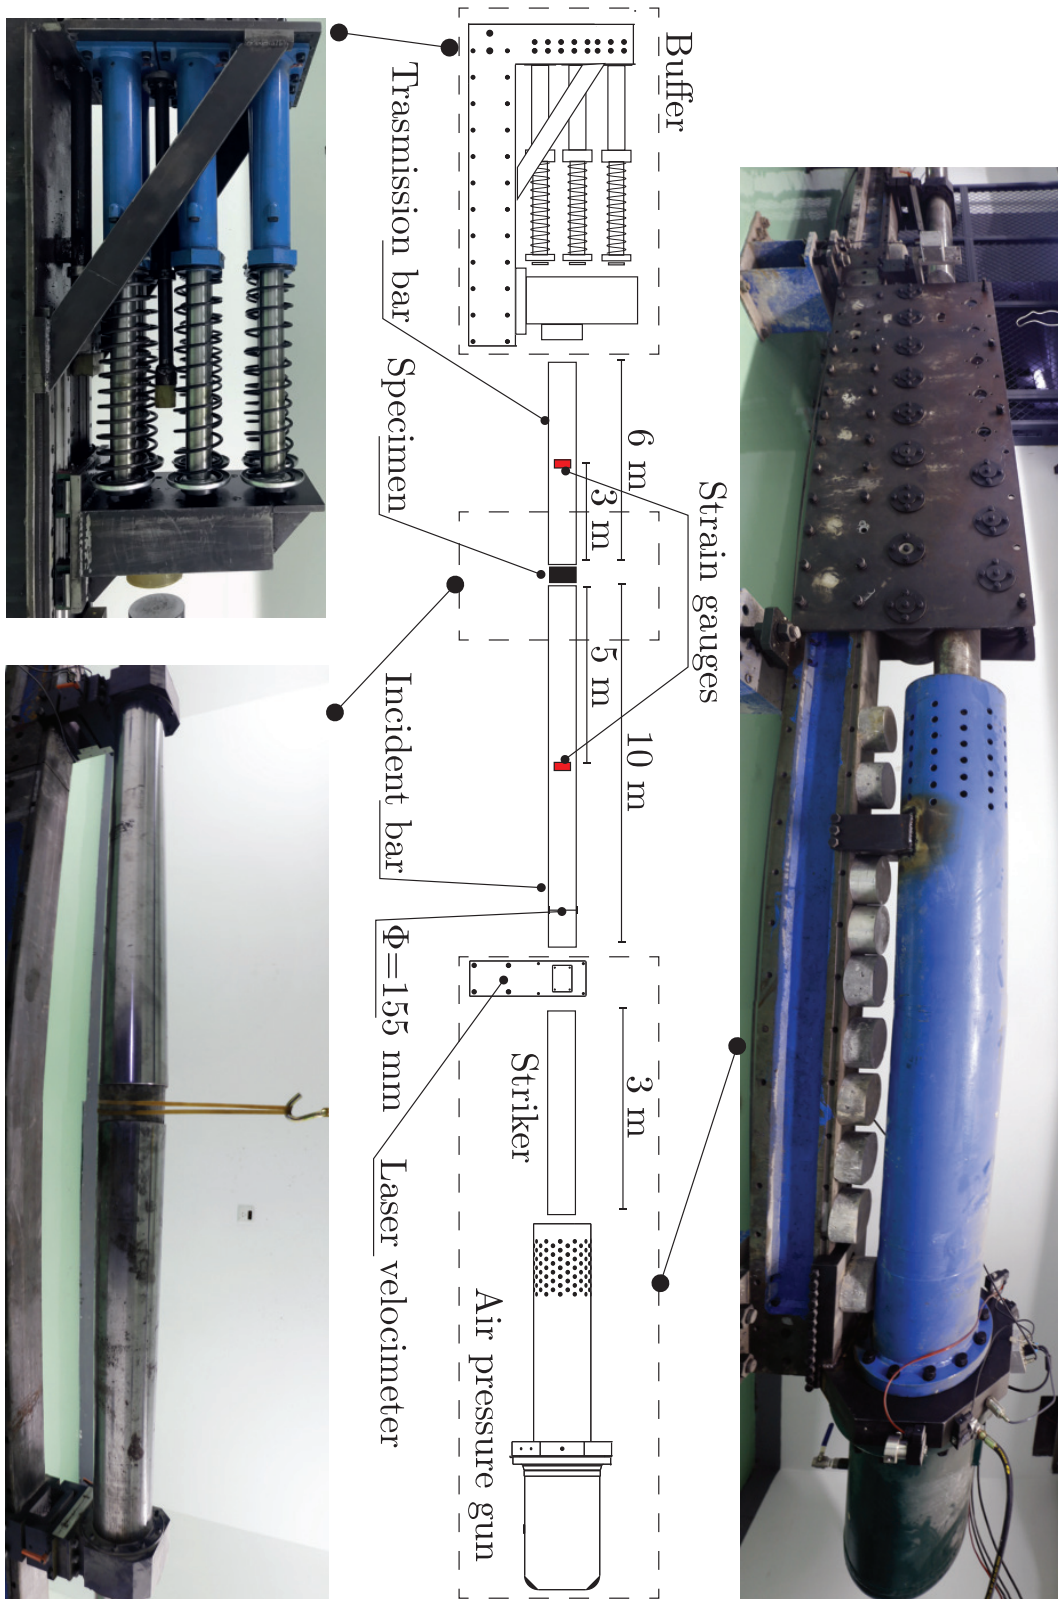 Buffer
Trasmission bar
6 m
3 m
Specimen
Strain gauges
5 m
10 m
Incident bar
Φ=155 mm
3 m
Striker
Laser velocimeter
Air pressure gun